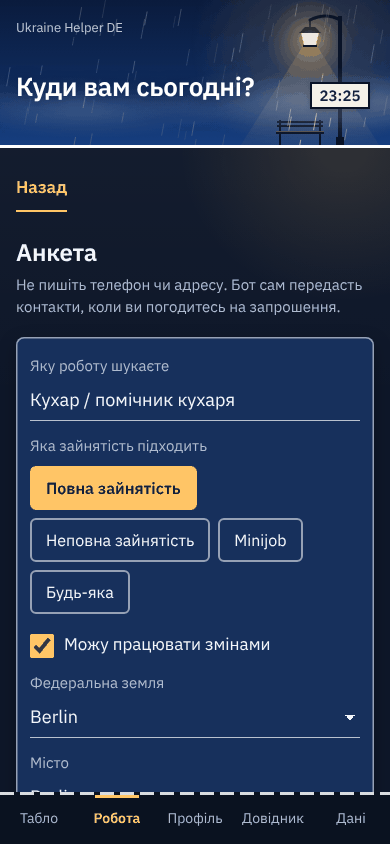 Ukraine Helper DE
Куди вам сьогодні?
23:25
Назад
Анкета
Не пишіть телефон чи адресу. Бот сам передасть
контакти, коли ви погодитесь на запрошення.
Яку роботу шукаєте
Кухар / помічник кухаря
Яка зайнятість підходить
Повна зайнятість
Неповна зайнятість Minijob
Будь-яка
Можу працювати змінами
Федеральна земля
Berlin
Місто
Табло Робота Профіль Довідник Дані